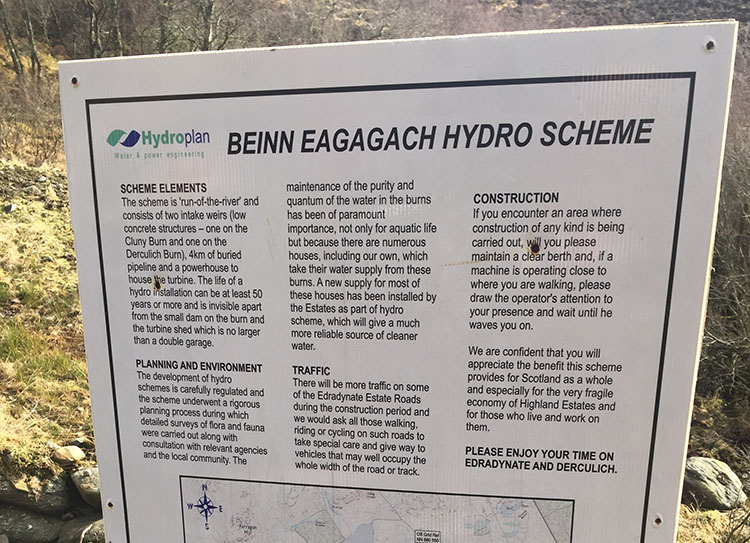 Hydroplan
Water & power engineering
BEINN EAGAGACH HYDRO SCHEME
SCHEME ELEMENTS
The scheme is 'run-of-the-river' and
consists of two intake weirs (low
concrete structures – one on the
Cluny Burn and one on the
Derculich Burn), 4km of buried
pipeline and a powerhouse to
house the turbine. The life of a
hydro installation can be at least 50
years or more and is invisible apart
from the small dam on the burn and
the turbine shed which is no larger
than a double garage.
PLANNING AND ENVIRONMENT
The development of hydro
schemes is carefully regulated and
the scheme underwent a rigorous
planning process during which
detailed surveys of flora and fauna
were carried out along with
consultation with relevant agencies
and the local community. The
maintenance of the purity and
quantum of the water in the burns
has been of paramount
importance, not only for aquatic life
but because there are numerous
houses, including our own, which
take their water supply from these
burns. A new supply for most of
these houses has been installed by
the Estates as part of hydro
scheme, which will give a much
more reliable source of cleaner
water.
TRAFFIC
There will be more traffic on some
of the Edradynate Estate Roads
during the construction period and
we would ask all those walking,
riding or cycling on such roads to
take special care and give way to
vehicles that may well occupy the
whole width of the road or track.
CONSTRUCTION
If you encounter an area where
construction of any kind is being
carried out, will you please
maintain a clear berth and, if a
machine is operating close to
where you are walking, please
draw the operator's attention to
your presence and wait until he
waves you on.
We are confident that you will
appreciate the benefit this scheme
provides for Scotland as a whole
and especially for the very fragile
economy of Highland Estates and
for those who live and work on
them.
PLEASE ENJOY YOUR TIME ON
EDRADYNATE AND DERCULICH.
N
W E
S
OS Grid Ref